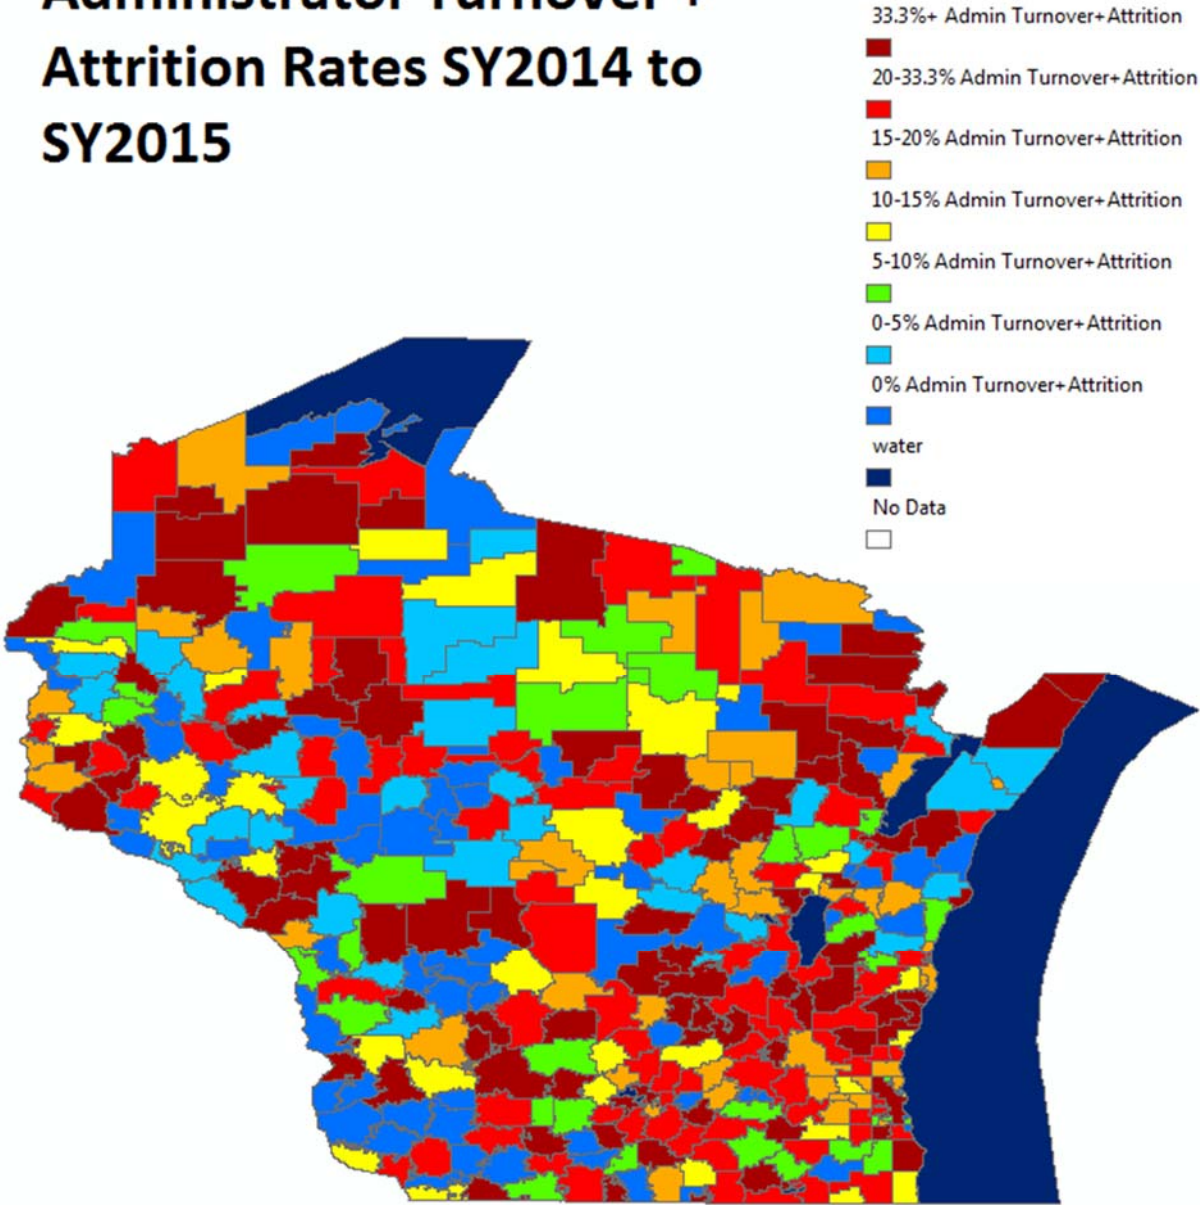 Administrator Turnover +
Attrition Rates SY2014 to
SY2015
33.3%+ Admin Turnover+Attrition
20-33.3% Admin Turnover+Attrition
15-20% Admin Turnover+Attrition
10-15% Admin Turnover+Attrition
5-10% Admin Turnover+Attrition
0-5% Admin Turnover+Attrition
0% Admin Turnover+Attrition
water
No Data